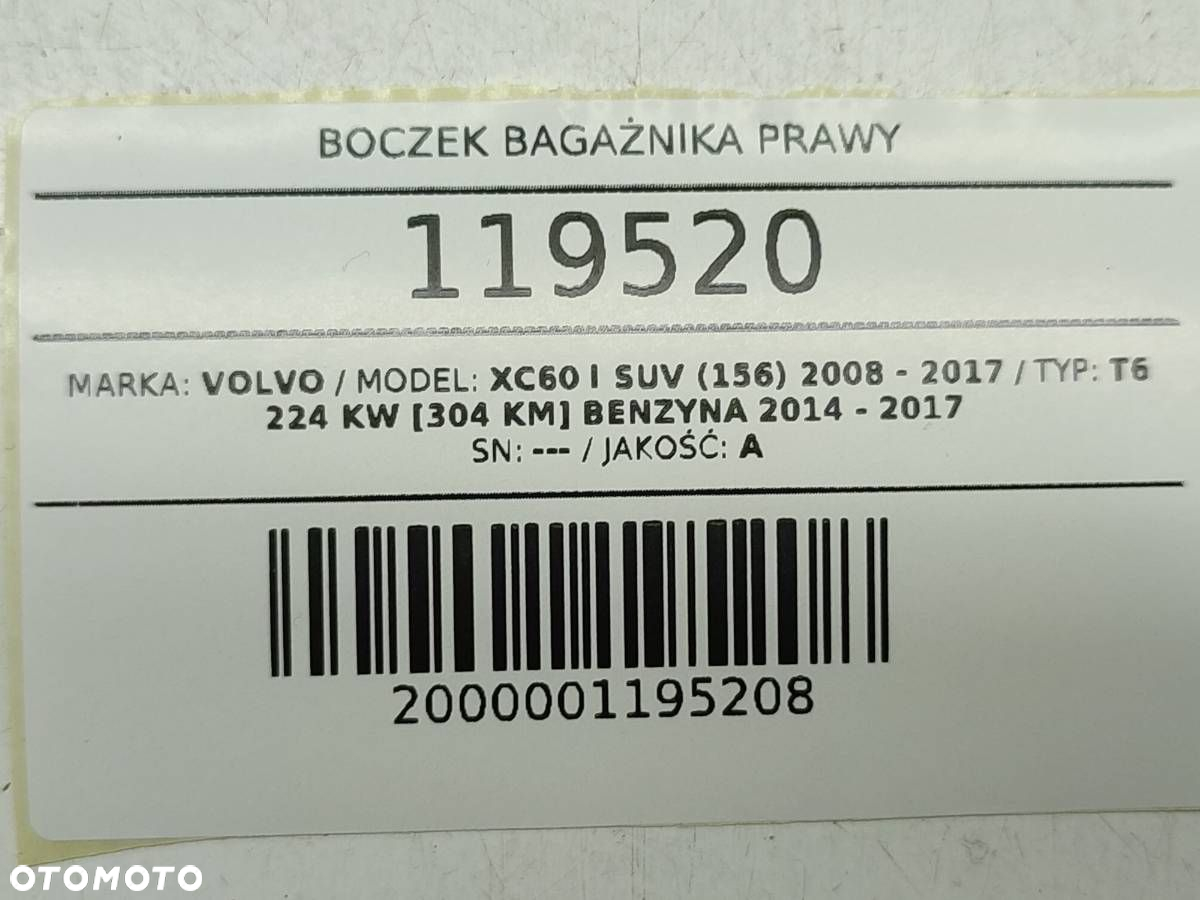 BOCZEK BAGAŻNIKA PRAWY
119520
MARKA: VOLVO / MODEL: XC60 I SUV (156) 2008 - 2017 / TYP: T6
224 KW [304 KM] BENZYNA 2014 - 2017
SN: --- / JAKOŚĆ: A
2000001195208
OTOMOTO